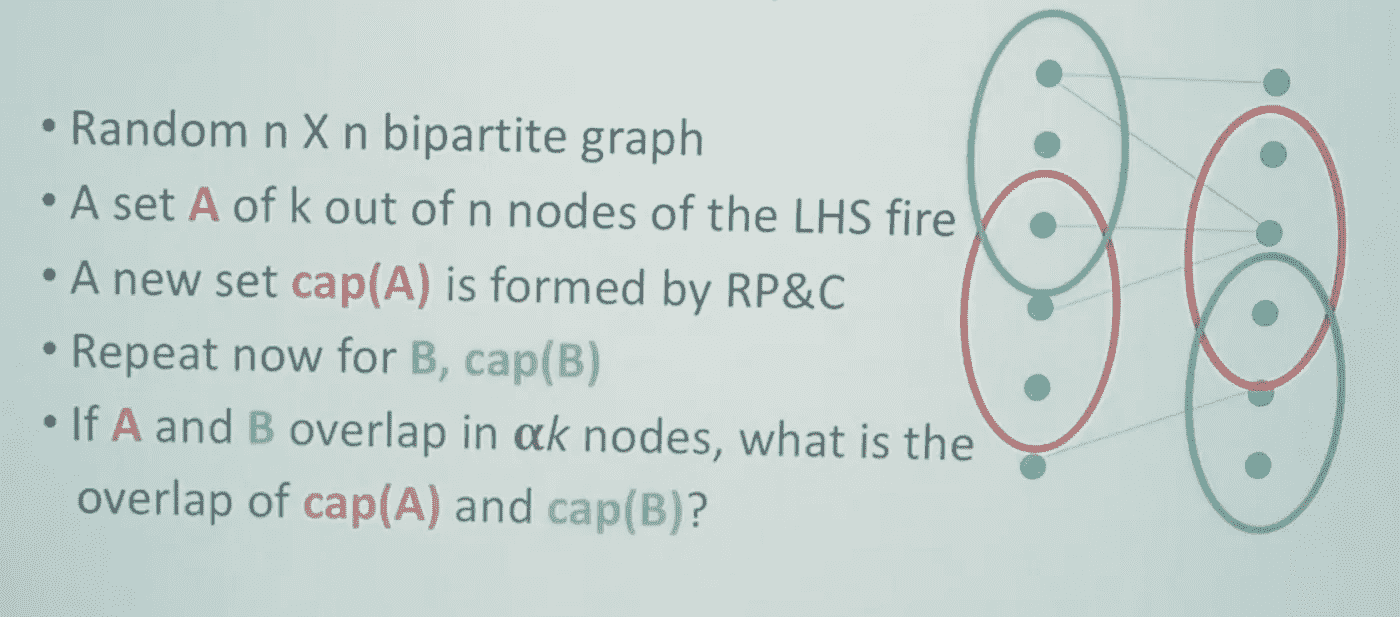 • Random n X n bipartite graph
• A set A of k out of n nodes of the LHS fire
• A new set cap(A) is formed by RP&C
• Repeat now for B, cap(B)
• If A and B overlap in αk nodes, what is the
overlap of cap(A) and cap(B)?